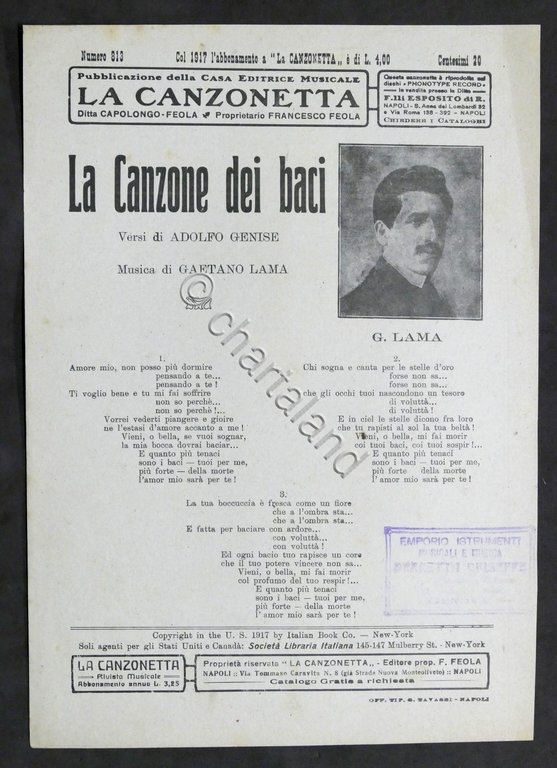 Numero 813
Col 1917 l'abbonamento a "La CANZONETTA„ è di L. 4,00
Centesimi 20
Pubblicazione della CASA EDITRICE MUSICALE
LA CANZONETTA
Ditta CAPOLONGO-FEOLA Proprietario FRANCESCO FEOLA
Questa canzonetta è riprodotta sui
dischi «PHONOTYPE RECORD»
in vendita presso la Ditta
F.lli ESPOSITO di R.
NAPOLI - S. Anna dei Lombardi 52
e Via Roma 138-392 - NAPOLI
CHIEDERE I CATALOGHI
La Canzone dei baci
Versi di ADOLFO GENISE
Musica di GAETANO LAMA
G. LAMA
1.
Amore mio, non posso più dormire
pensando a te...
pensando a te!
Ti voglio bene e tu mi fai soffrire
non so perchè...
non so perchè!...
Vorrei vederti piangere e gioire
ne l'estasi d'amore accanto a me!
Vieni, o bella, se vuoi sognar,
la mia bocca dovrai baciar...
E quanto più tenaci
sono i baci — tuoi per me,
più forte — della morte
l'amor mio sarà per te!
2.
Chi sogna e canta per le stelle d'oro
forse non sa...
forse non sa...
che gli occhi tuoi nascondono un tesoro
di voluttà...
di voluttà!
E in ciel le stelle dicono fra loro
che tu rapisti al sol la tua beltà!
Vieni, o bella, mi fai morir
coi tuoi baci, coi tuoi sospir!...
E quanto più tenaci
sono i baci — tuoi per me,
più forte — della morte
l'amor mio sarà per te!
3.
La tua boccuccia è fresca come un fiore
che a l'ombra sta...
che a l'ombra sta...
E fatta per baciare con ardore...
con voluttà...
con voluttà!
Ed ogni bacio tuo rapisce un core
che il tuo potere vincere non sa...
Vieni, o bella, mi fai morir
col profumo del tuo respir!...
E quanto più tenaci
sono i baci — tuoi per me,
più forte — della morte
l'amor mio sarà per te!
EMPORIO ISTRUMENTI
MUSICALI E MUSICA
© chartaland
Copyright in the U. S. 1917 by Italian Book Co. — New-York
Soli agenti per gli Stati Uniti e Canadà: Società Libraria Italiana 145-147 Mulberry St. - New-York
LA CANZONETTA
Rivista Musicale
Abbonamento annuo L. 3,25
Proprietà riservata "LA CANZONETTA„ - Editore prop. F. FEOLA
NAPOLI :: Via Tommaso Caravita N. 8 (già Strada Nuova Monteoliveto) :: NAPOLI
Catalogo Gratis a richiesta
OFF. TIP. G. TAVASSI - NAPOLI